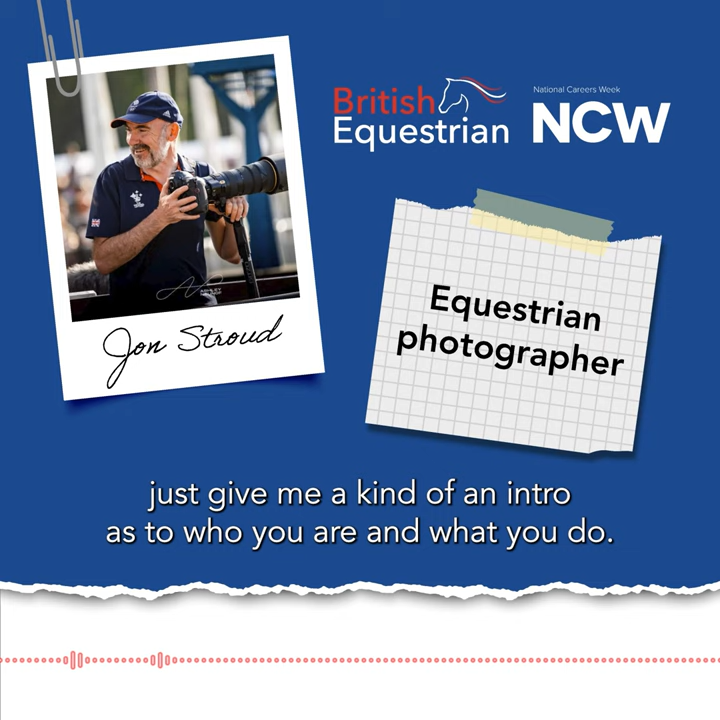 British
Equestrian
National Careers Week
NCW
Equestrian
photographer
Jon Stroud
just give me a kind of an intro
as to who you are and what you do.